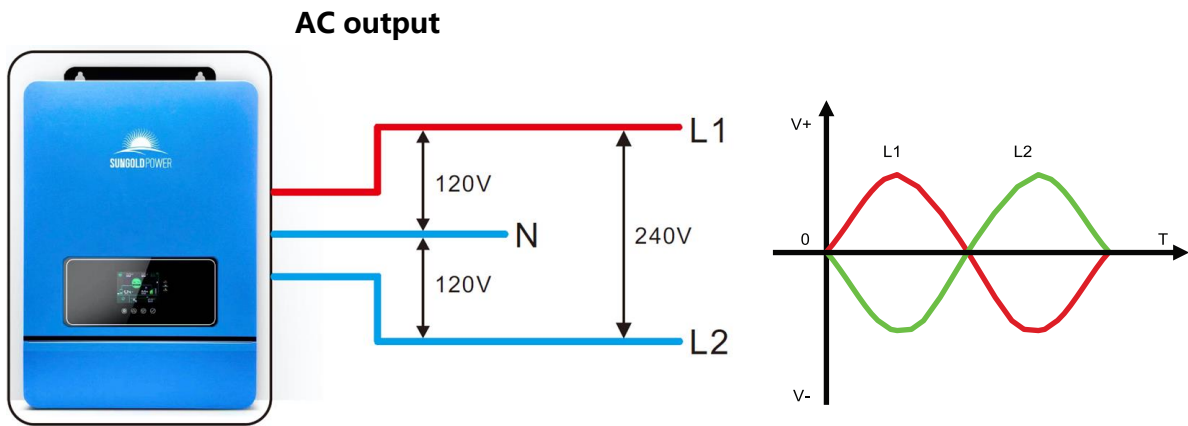 AC output
SUNGOLDPOWER
L1
120V
N
240V
120V
L2
V+
L1
L2
0
T
V-